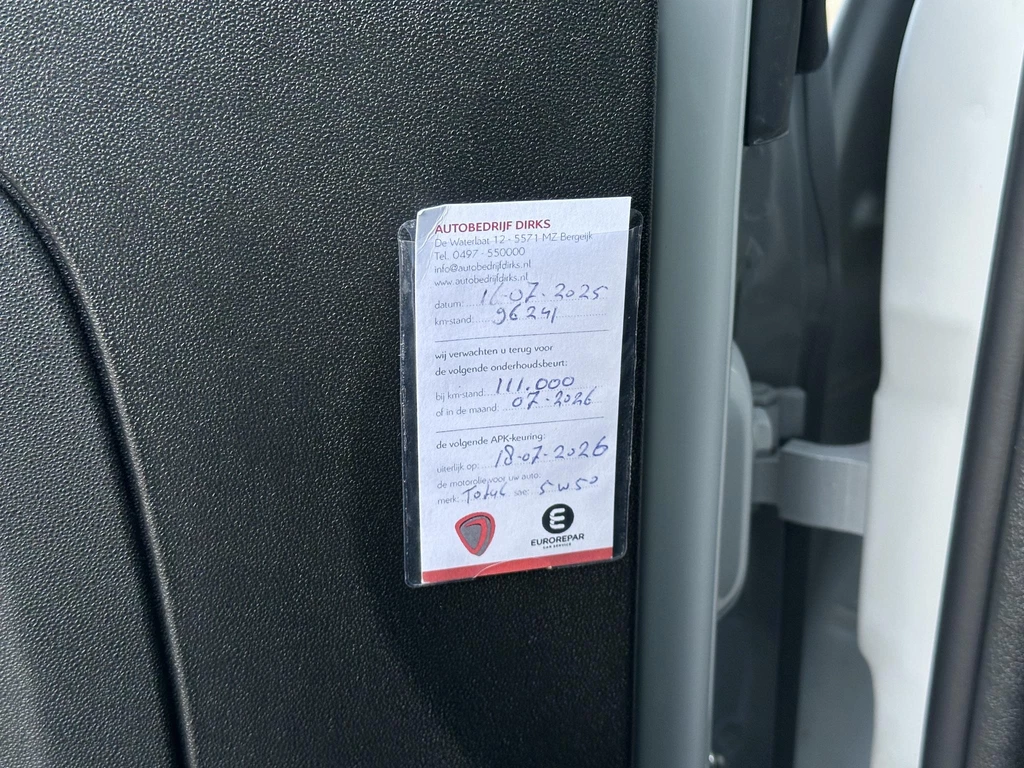 AUTOBEDRIJF DIRKS
De Waterlaat 12 - 5571 MZ Bergeijk
Tel. 0497 - 550000
info@autobedrijfdirks.nl
www.autobedrijfdirks.nl
datum: 16-07-2025
km-stand: 96241
wij verwachten u terug voor
de volgende onderhoudsbeurt:
bij km-stand: 111.000
of in de maand: 07-2026
de volgende APK-keuring:
uiterlijk op: 18-07-2026
de motorolie voor uw auto:
merk: Total sae: 5w50
EUROREPAR
CAR SERVICE